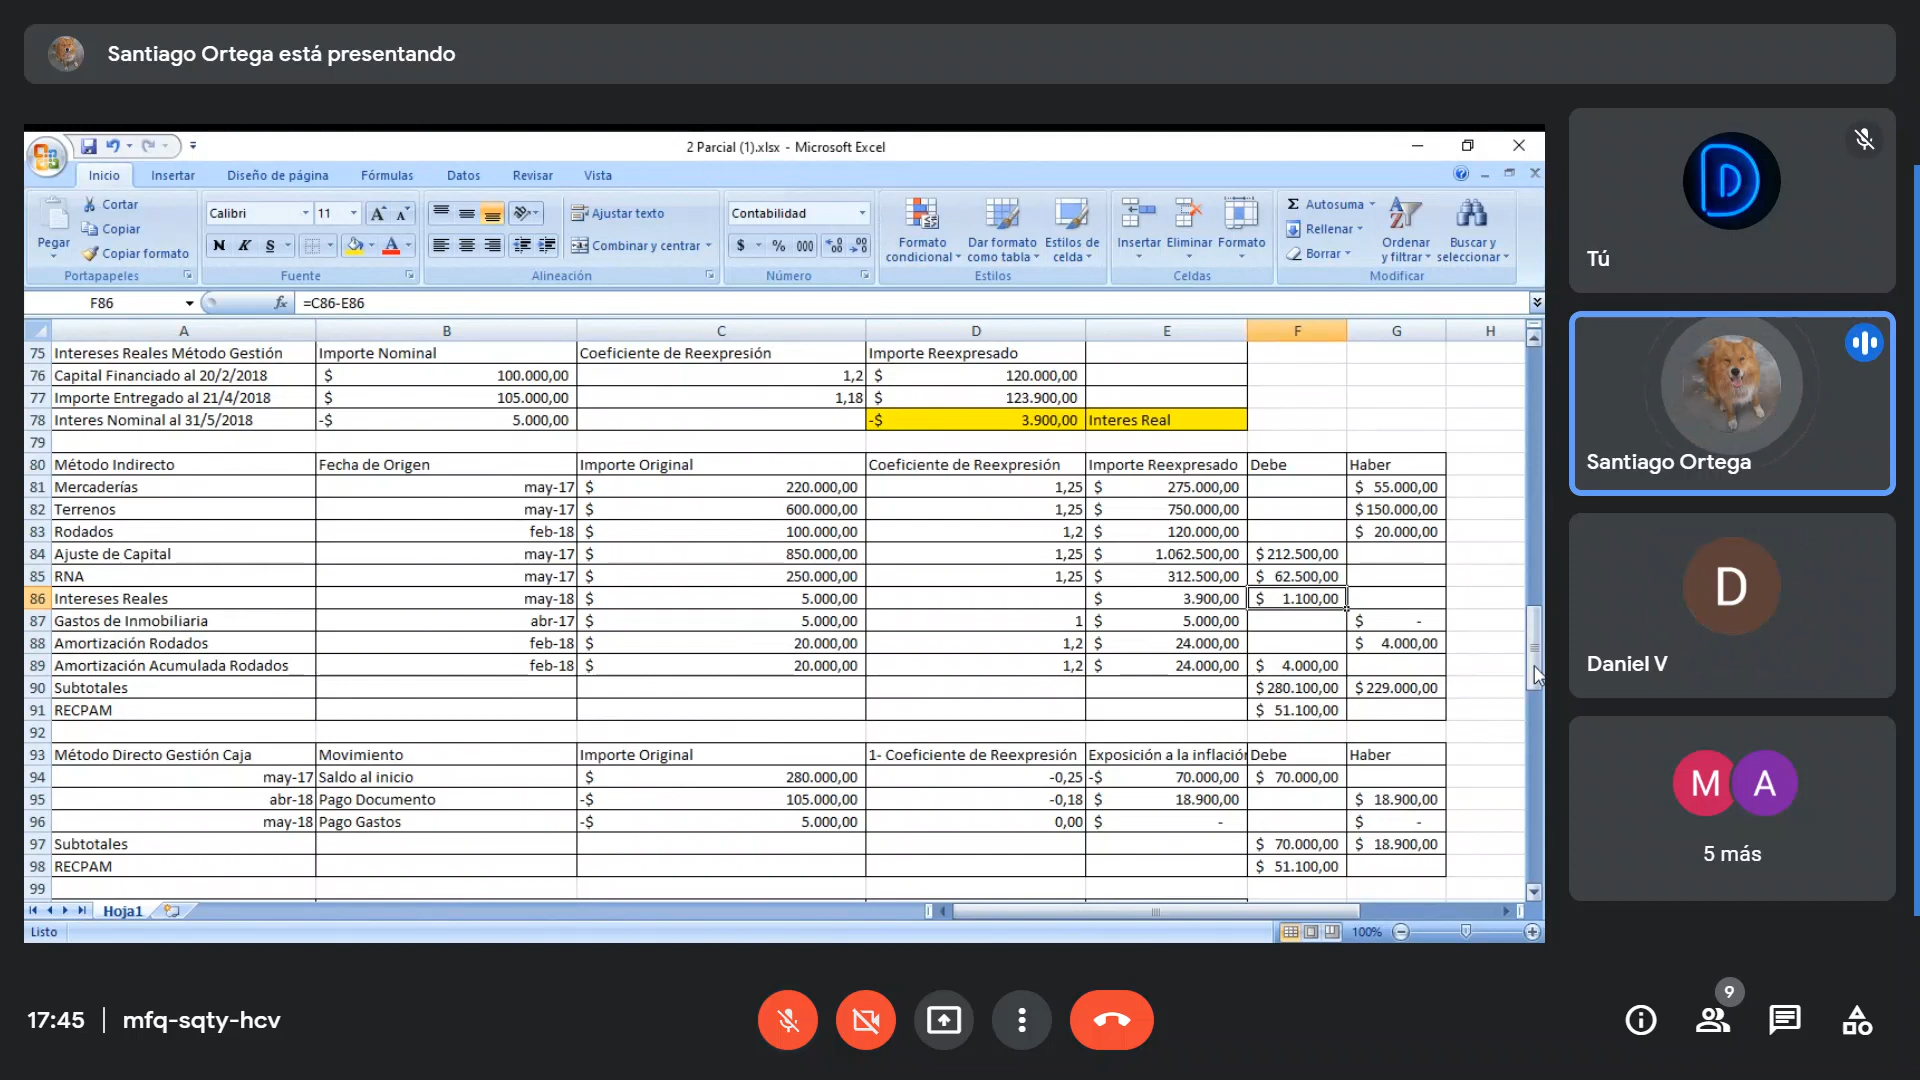 Santiago Ortega está presentando
2 Parcial (1).xlsx - Microsoft Excel
Inicio Insertar Diseño de página Fórmulas Datos Revisar Vista
Pegar Cortar Copiar Copiar formato
Calibri 11
N K S
Ajustar texto
Combinar y centrar
Contabilidad
$ % 000
Formato condicional Dar formato como tabla Estilos de celda
Insertar Eliminar Formato
Σ Autosuma Rellenar Borrar
Ordenar y filtrar Buscar y seleccionar
Portapapeles Fuente Alineación Número Estilos Celdas Modificar
F86 fx =C86-E86
A B C D E F G H
75 Intereses Reales Método Gestión Importe Nominal Coeficiente de Reexpresión Importe Reexpresado
76 Capital Financiado al 20/2/2018 $ 100.000,00 1,2 $ 120.000,00
77 Importe Entregado al 21/4/2018 $ 105.000,00 1,18 $ 123.900,00
78 Interes Nominal al 31/5/2018 -$ 5.000,00 -$ 3.900,00 Interes Real
79
80 Método Indirecto Fecha de Origen Importe Original Coeficiente de Reexpresión Importe Reexpresado Debe Haber
81 Mercaderías may-17 $ 220.000,00 1,25 $ 275.000,00 $ 55.000,00
82 Terrenos may-17 $ 600.000,00 1,25 $ 750.000,00 $ 150.000,00
83 Rodados feb-18 $ 100.000,00 1,2 $ 120.000,00 $ 20.000,00
84 Ajuste de Capital may-17 $ 850.000,00 1,25 $ 1.062.500,00 $ 212.500,00
85 RNA may-17 $ 250.000,00 1,25 $ 312.500,00 $ 62.500,00
86 Intereses Reales may-18 $ 5.000,00 $ 3.900,00 $ 1.100,00
87 Gastos de Inmobiliaria abr-17 $ 5.000,00 1 $ 5.000,00 $ -
88 Amortización Rodados feb-18 $ 20.000,00 1,2 $ 24.000,00 $ 4.000,00
89 Amortización Acumulada Rodados feb-18 $ 20.000,00 1,2 $ 24.000,00 $ 4.000,00
90 Subtotales $ 280.100,00 $ 229.000,00
91 RECPAM $ 51.100,00
92
93 Método Directo Gestión Caja Movimiento Importe Original 1- Coeficiente de Reexpresión Exposición a la inflación Debe Haber
94 may-17 Saldo al inicio $ 280.000,00 -0,25 -$ 70.000,00 $ 70.000,00
95 abr-18 Pago Documento -$ 105.000,00 -0,18 $ 18.900,00 $ 18.900,00
96 may-18 Pago Gastos -$ 5.000,00 0,00 $ - $ -
97 Subtotales $ 70.000,00 $ 18.900,00
98 RECPAM $ 51.100,00
99
Hoja1
Listo 100%
D
Tú
Santiago Ortega
D
Daniel V
M A
5 más
17:45 | mfq-sqty-hcv
9